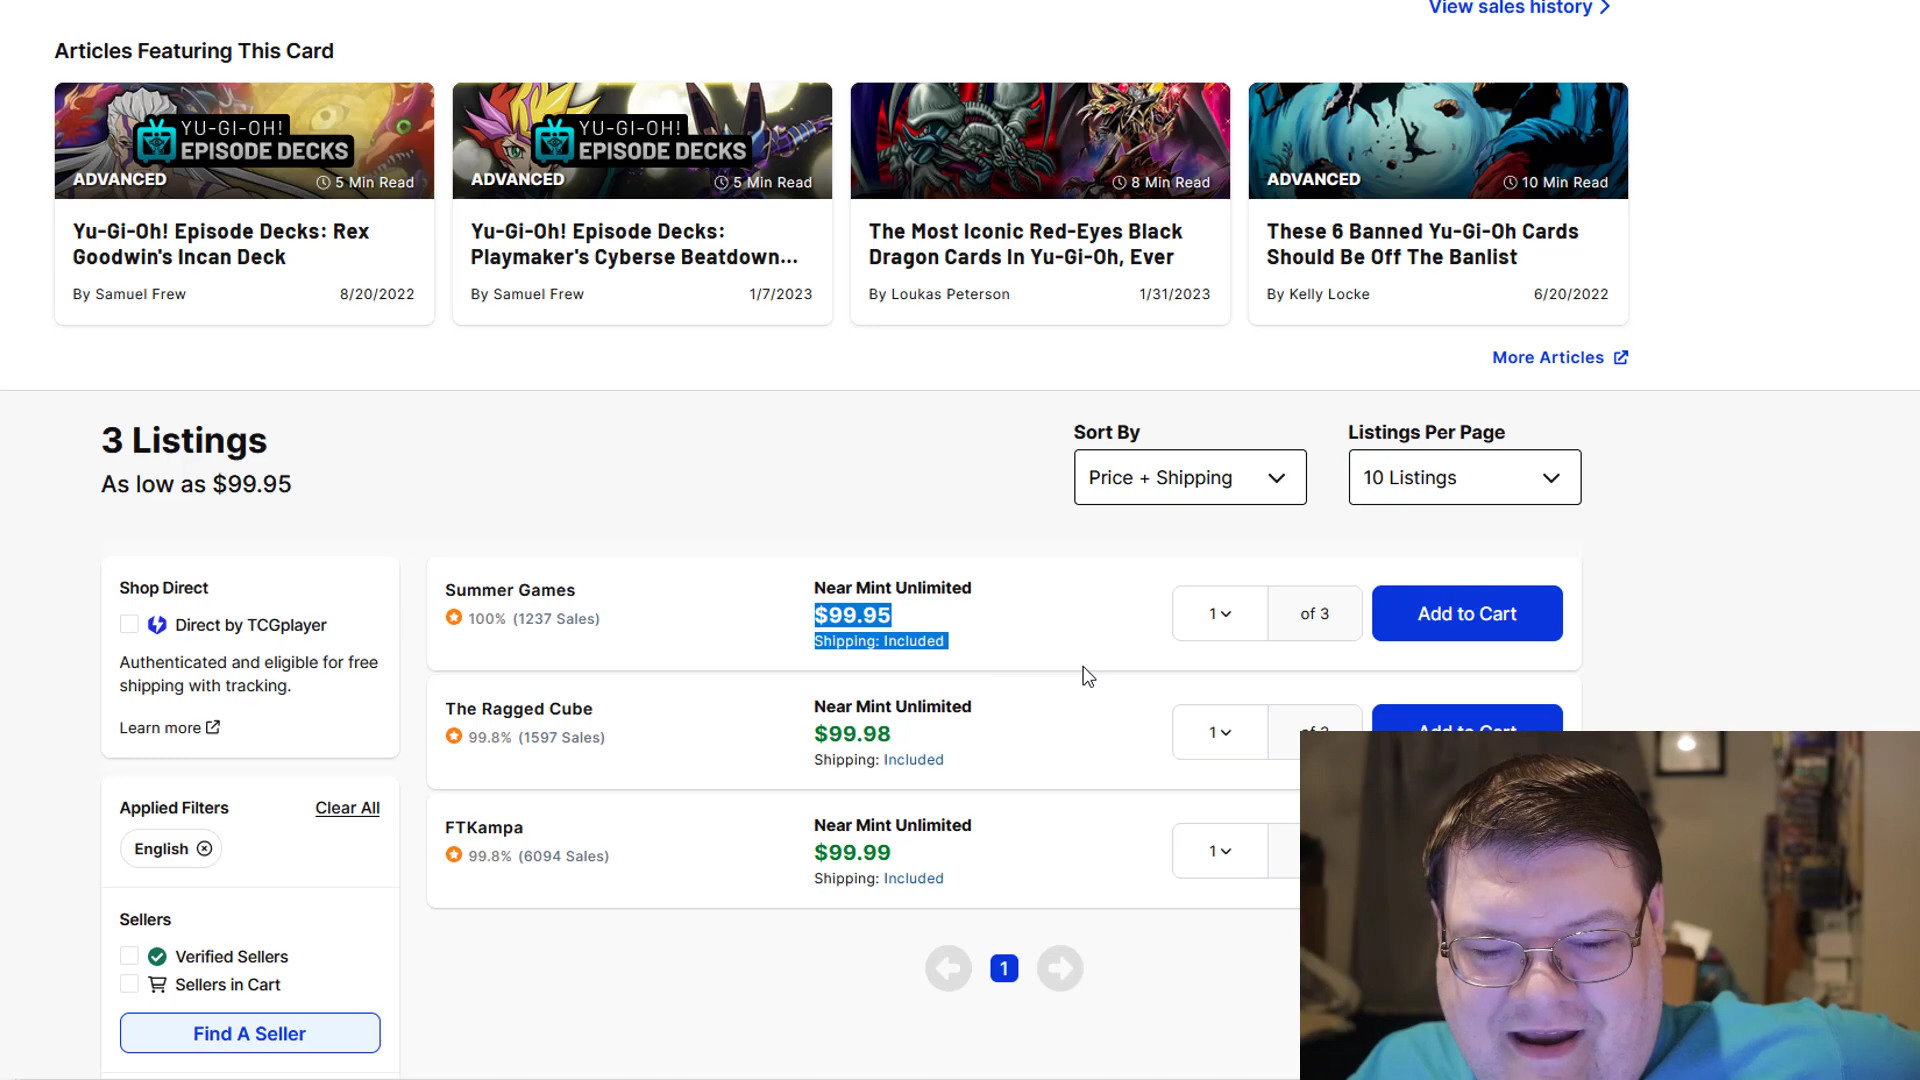 View sales history
Articles Featuring This Card
YU-GI-OH!
EPISODE DECKS
ADVANCED
5 Min Read
YU-GI-OH!
EPISODE DECKS
ADVANCED
5 Min Read
8 Min Read
ADVANCED
10 Min Read
Yu-Gi-Oh! Episode Decks: Rex
Goodwin's Incan Deck
By Samuel Frew
8/20/2022
Yu-Gi-Oh! Episode Decks:
Playmaker's Cyberse Beatdown...
By Samuel Frew
1/7/2023
The Most Iconic Red-Eyes Black
Dragon Cards In Yu-Gi-Oh, Ever
By Loukas Peterson
1/31/2023
These 6 Banned Yu-Gi-Oh Cards
Should Be Off The Banlist
By Kelly Locke
6/20/2022
More Articles
3 Listings
As low as $99.95
Sort By
Price + Shipping
Listings Per Page
10 Listings
Shop Direct
Direct by TCGplayer
Authenticated and eligible for free
shipping with tracking.
Learn more
Applied Filters
Clear All
English
Sellers
Verified Sellers
Sellers in Cart
Find A Seller
Summer Games
100% (1237 Sales)
Near Mint Unlimited
$99.95
Shipping: Included
1
of 3
Add to Cart
The Ragged Cube
99.8% (1597 Sales)
Near Mint Unlimited
$99.98
Shipping: Included
1
Add to Cart
FTKampa
99.8% (6094 Sales)
Near Mint Unlimited
$99.99
Shipping: Included
1
1